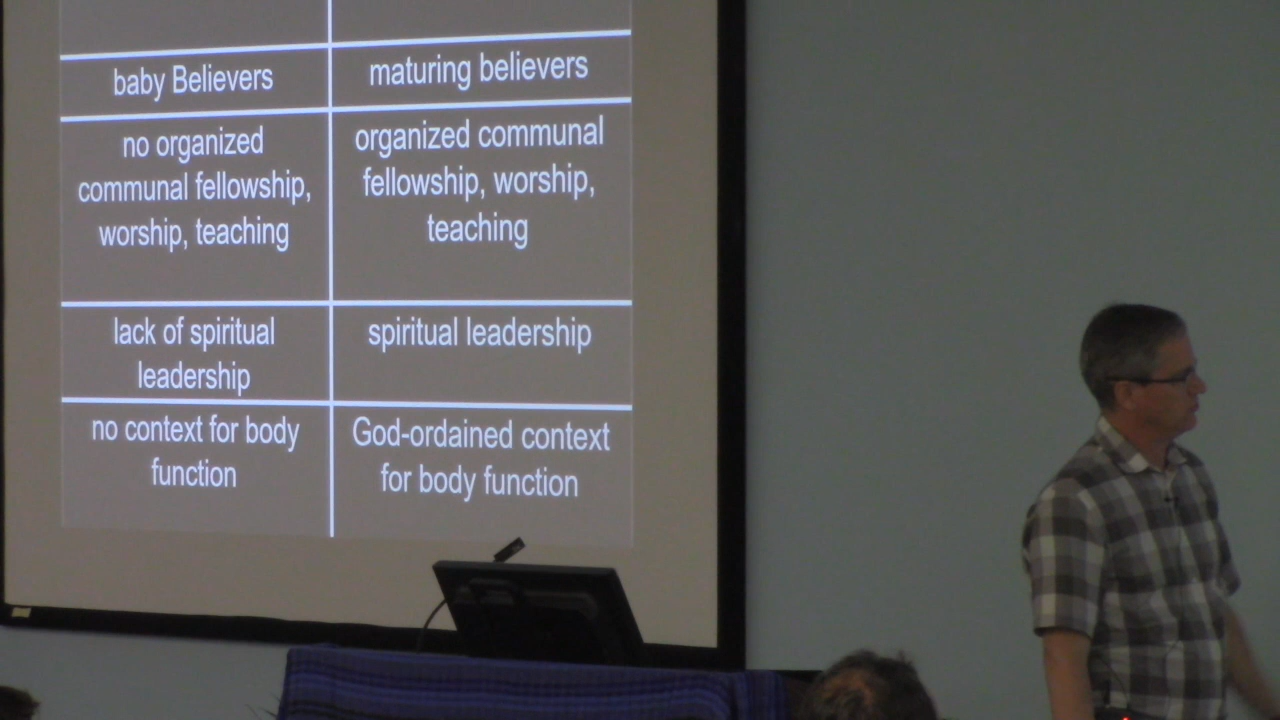 baby Believers
maturing believers
no organized
communal fellowship,
worship, teaching
organized communal
fellowship, worship,
teaching
lack of spiritual
leadership
spiritual leadership
no context for body
function
God-ordained context
for body function